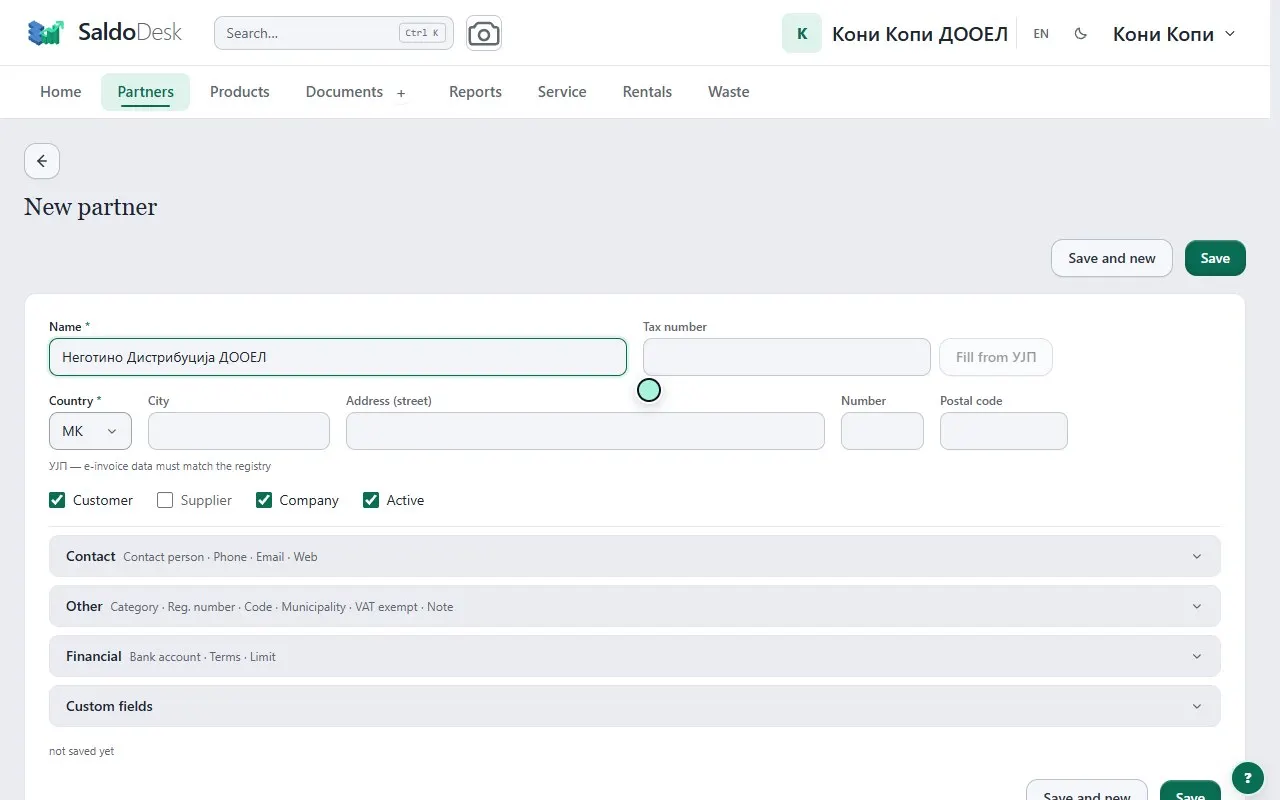 SaldoDesk
Search... Ctrl K
К Кони Копи ДООЕЛ EN Кони Копи
Home Partners Products Documents + Reports Service Rentals Waste
New partner
Save and new Save
Name * Tax number
Неготино Дистрибуција ДООЕЛ Fill from УЈП
Country * City Address (street) Number Postal code
MK
УЈП — e-invoice data must match the registry
Customer Supplier Company Active
Contact Contact person · Phone · Email · Web
Other Category · Reg. number · Code · Municipality · VAT exempt · Note
Financial Bank account · Terms · Limit
Custom fields
not saved yet
Save and new Save
?